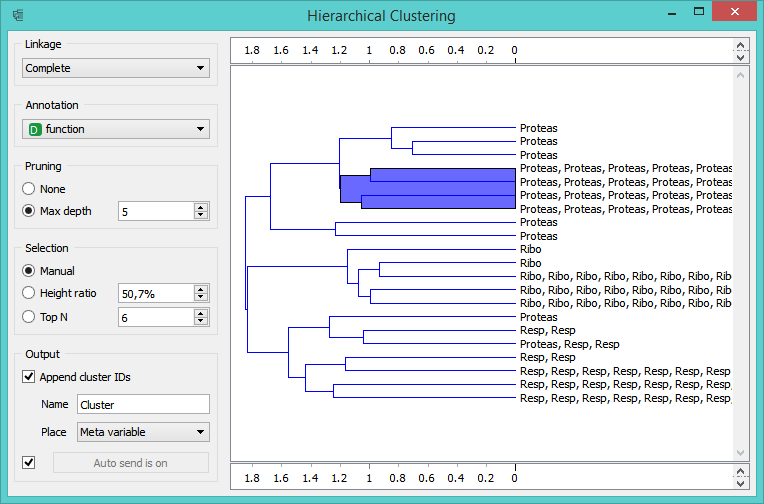 Hierarchical Clustering
Linkage
Complete
Annotation
D function
Pruning
None
Max depth 5
Selection
Manual
Height ratio 50,7%
Top N 6
Output
Append cluster IDs
Name Cluster
Place Meta variable
Auto send is on
1.8 1.6 1.4 1.2 1 0.8 0.6 0.4 0.2 0
Proteas
Proteas
Proteas
Proteas, Proteas, Proteas, Proteas, Proteas
Proteas, Proteas, Proteas, Proteas, Proteas
Proteas, Proteas, Proteas, Proteas, Proteas
Proteas, Proteas, Proteas, Proteas, Proteas
Proteas
Proteas
Ribo
Ribo
Ribo, Ribo, Ribo, Ribo, Ribo, Ribo, Ribo, Ribo
Ribo, Ribo, Ribo, Ribo, Ribo, Ribo, Ribo, Ribo
Ribo, Ribo, Ribo, Ribo, Ribo, Ribo, Ribo, Ribo
Proteas
Resp, Resp
Proteas, Resp, Resp
Resp, Resp
Resp, Resp, Resp, Resp, Resp, Resp, Resp,
Resp, Resp, Resp, Resp, Resp, Resp, Resp,
Resp, Resp, Resp, Resp, Resp, Resp, Resp,
1.8 1.6 1.4 1.2 1 0.8 0.6 0.4 0.2 0